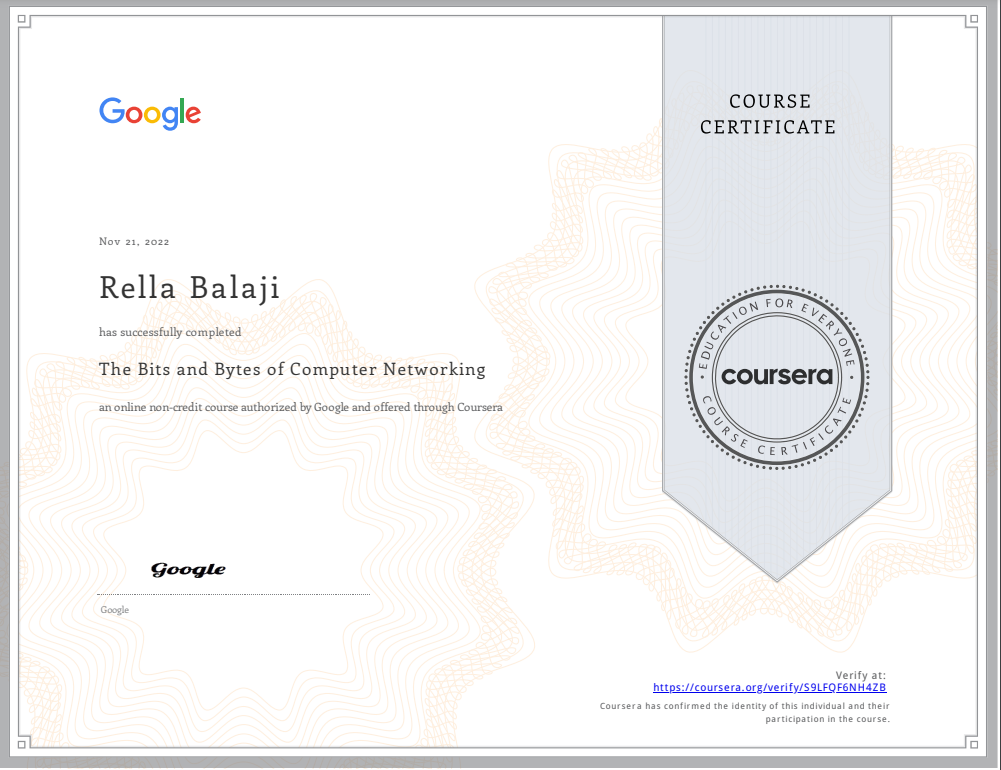 Google
COURSE
CERTIFICATE
Nov 21, 2022
Rella Balaji
has successfully completed
The Bits and Bytes of Computer Networking
an online non-credit course authorized by Google and offered through Coursera
EDUCATION FOR EVERYONE
coursera
COURSE CERTIFICATE
Google
Google
Verify at:
https://coursera.org/verify/S9LFQF6NH4ZB
Coursera has confirmed the identity of this individual and their
participation in the course.